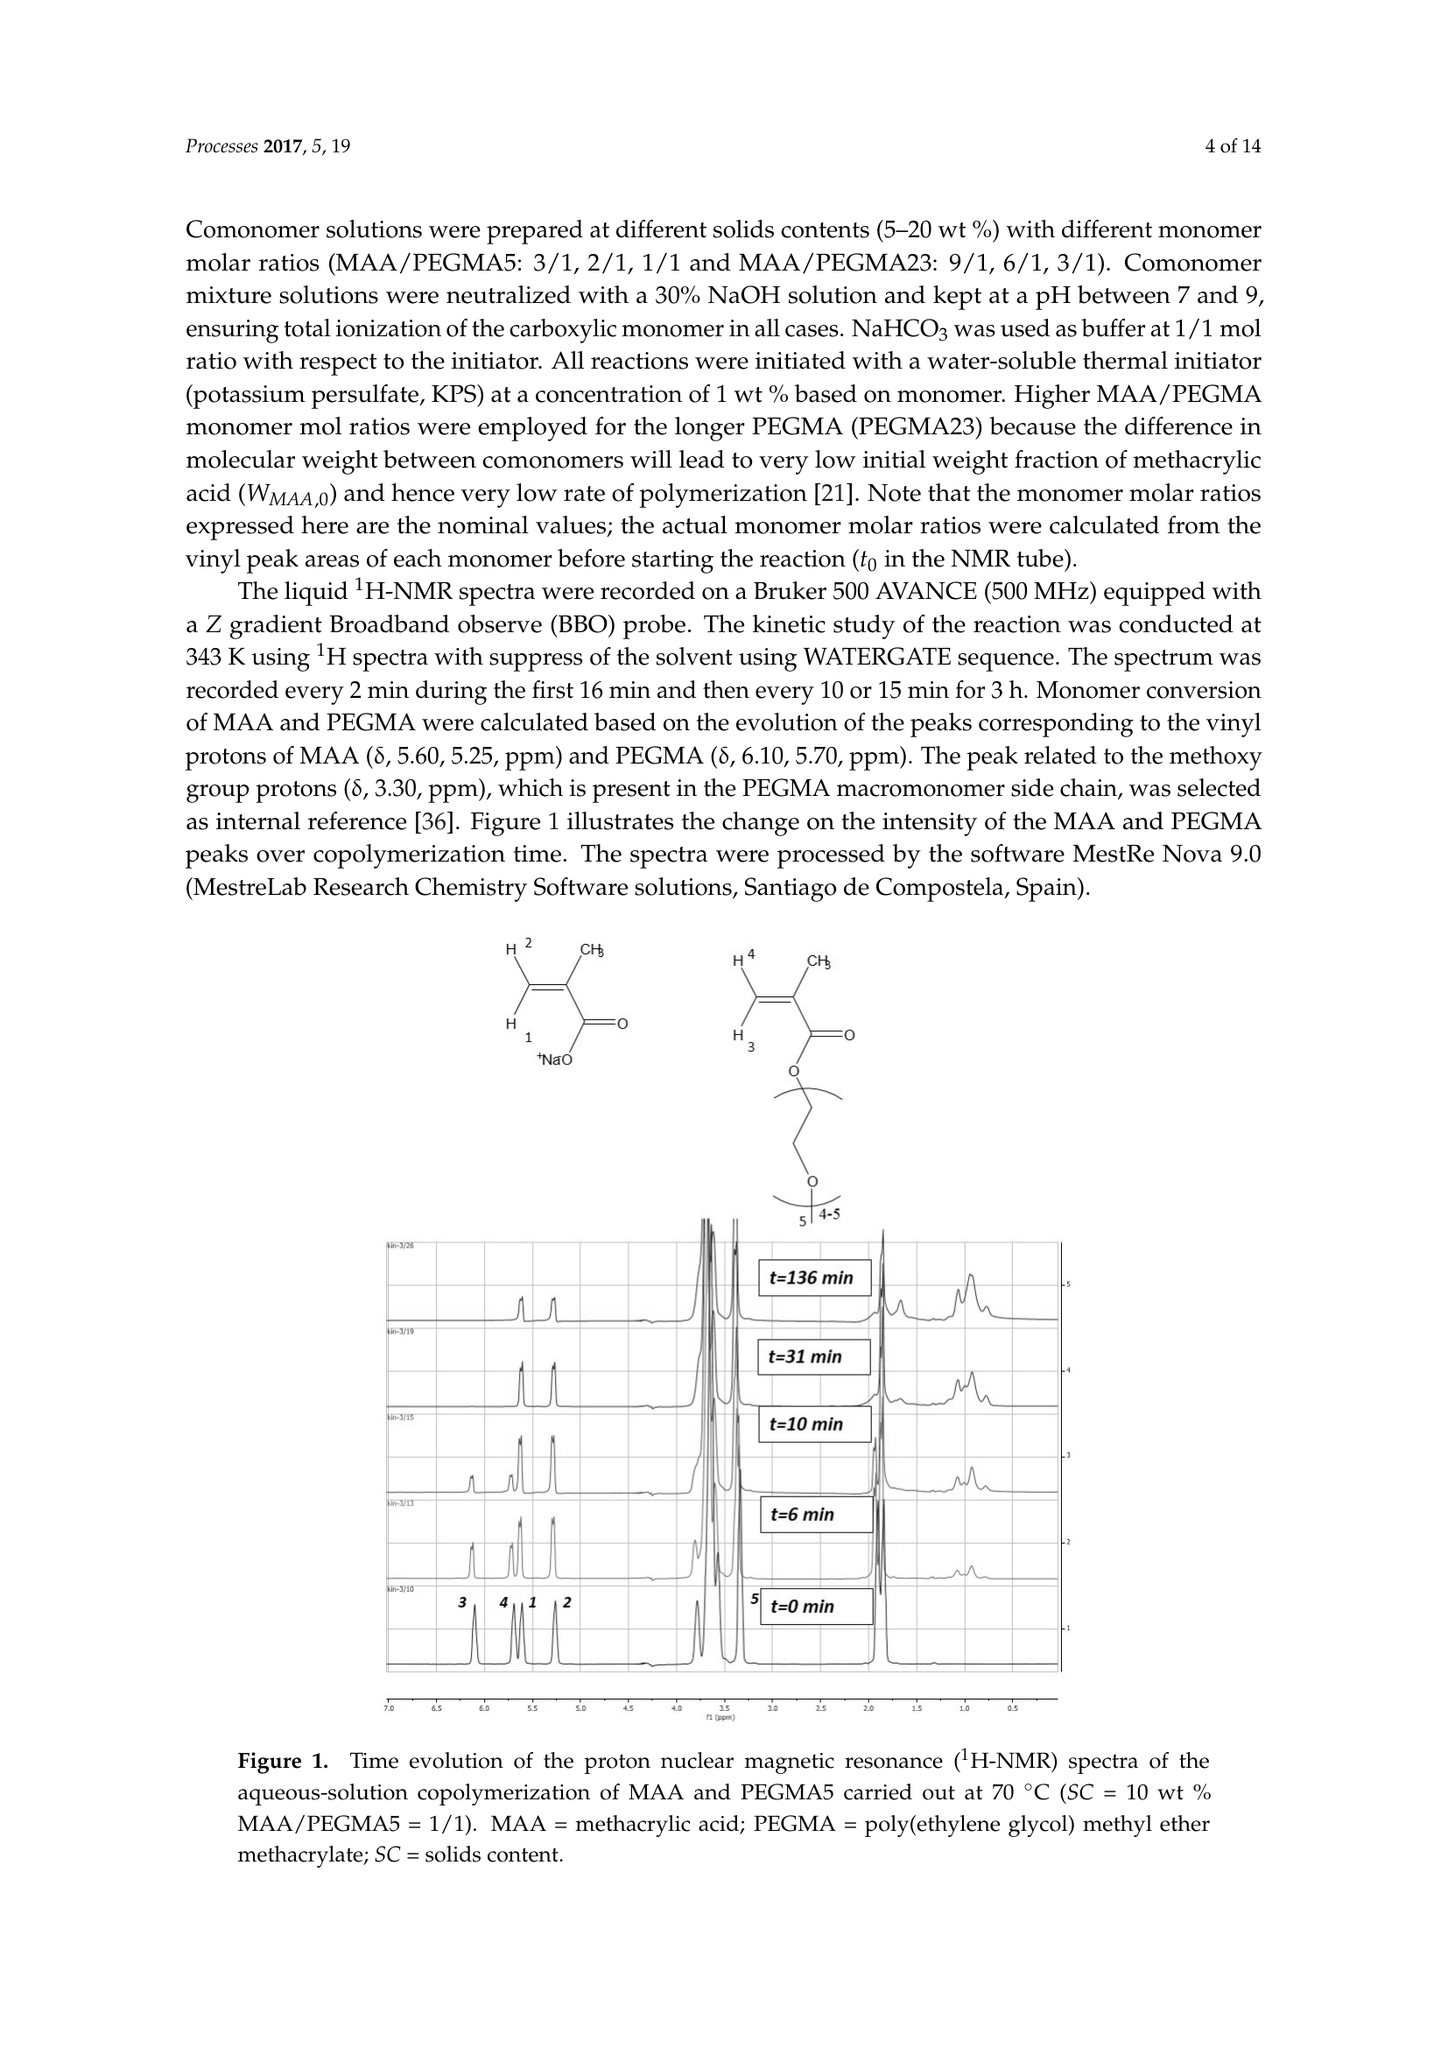 Processes 2017, 5, 19
4 of 14
Comonomer solutions were prepared at different solids contents (5–20 wt %) with different monomer
molar ratios (MAA/PEGMA5: 3/1, 2/1, 1/1 and MAA/PEGMA23: 9/1, 6/1, 3/1). Comonomer
mixture solutions were neutralized with a 30% NaOH solution and kept at a pH between 7 and 9,
ensuring total ionization of the carboxylic monomer in all cases. NaHCO3 was used as buffer at 1/1 mol
ratio with respect to the initiator. All reactions were initiated with a water-soluble thermal initiator
(potassium persulfate, KPS) at a concentration of 1 wt % based on monomer. Higher MAA/PEGMA
monomer mol ratios were employed for the longer PEGMA (PEGMA23) because the difference in
molecular weight between comonomers will lead to very low initial weight fraction of methacrylic
acid (WMAA,0) and hence very low rate of polymerization [21]. Note that the monomer molar ratios
expressed here are the nominal values; the actual monomer molar ratios were calculated from the
vinyl peak areas of each monomer before starting the reaction (t0 in the NMR tube).
The liquid 1H-NMR spectra were recorded on a Bruker 500 AVANCE (500 MHz) equipped with
a Z gradient Broadband observe (BBO) probe. The kinetic study of the reaction was conducted at
343 K using 1H spectra with suppress of the solvent using WATERGATE sequence. The spectrum was
recorded every 2 min during the first 16 min and then every 10 or 15 min for 3 h. Monomer conversion
of MAA and PEGMA were calculated based on the evolution of the peaks corresponding to the vinyl
protons of MAA (δ, 5.60, 5.25, ppm) and PEGMA (δ, 6.10, 5.70, ppm). The peak related to the methoxy
group protons (δ, 3.30, ppm), which is present in the PEGMA macromonomer side chain, was selected
as internal reference [36]. Figure 1 illustrates the change on the intensity of the MAA and PEGMA
peaks over copolymerization time. The spectra were processed by the software MestRe Nova 9.0
(MestreLab Research Chemistry Software solutions, Santiago de Compostela, Spain).
H 2 CH3
H 1 O
+NaO-
H 4 CH3
H 3 O
O
O
5 4-5
kin-3/26
t=136 min
5
kin-3/19
t=31 min
4
kin-3/15
t=10 min
3
kin-3/13
t=6 min
2
kin-3/10
3 4 1 2 5
t=0 min
1
7.0 6.5 6.0 5.5 5.0 4.5 4.0 3.5 3.0 2.5 2.0 1.5 1.0 0.5
f1 (ppm)
Figure 1. Time evolution of the proton nuclear magnetic resonance (1H-NMR) spectra of the
aqueous-solution copolymerization of MAA and PEGMA5 carried out at 70 °C (SC = 10 wt %
MAA/PEGMA5 = 1/1). MAA = methacrylic acid; PEGMA = poly(ethylene glycol) methyl ether
methacrylate; SC = solids content.